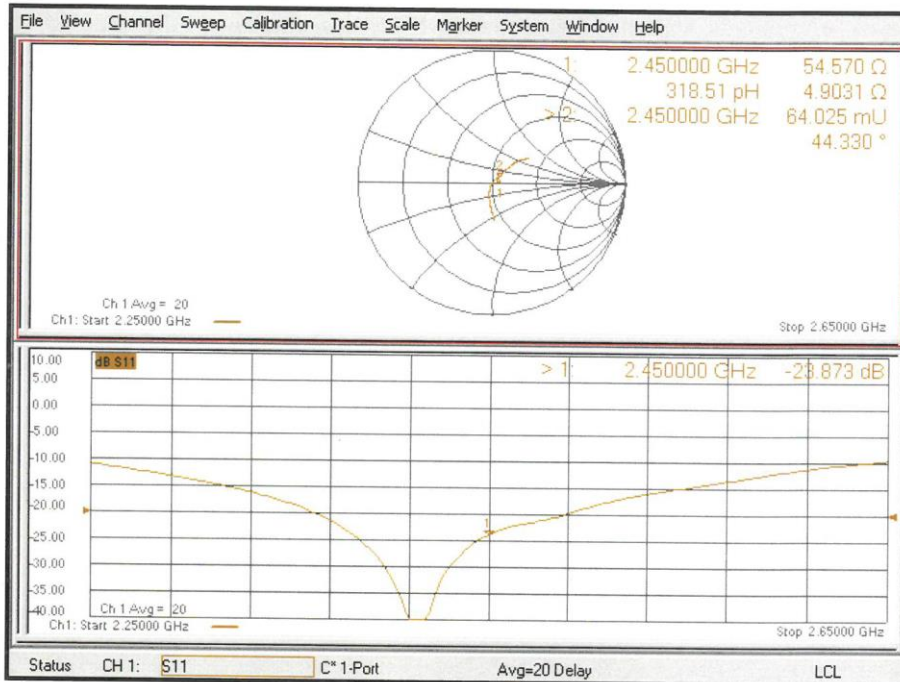 File View Channel Sweep Calibration Trace Scale Marker System Window Help
1: 2.450000 GHz 54.570 Ω
318.51 pH 4.9031 Ω
> 2: 2.450000 GHz 64.025 mU
44.330 °
2
1
Ch 1 Avg = 20
Ch1: Start 2.25000 GHz
Stop 2.65000 GHz
10.00
dB S11
> 1: 2.450000 GHz -23.873 dB
5.00
0.00
-5.00
-10.00
-15.00
-20.00
1
-25.00
-30.00
-35.00
-40.00
Ch 1 Avg = 20
Ch1: Start 2.25000 GHz
Stop 2.65000 GHz
Status CH 1: S11 C* 1-Port Avg=20 Delay LCL